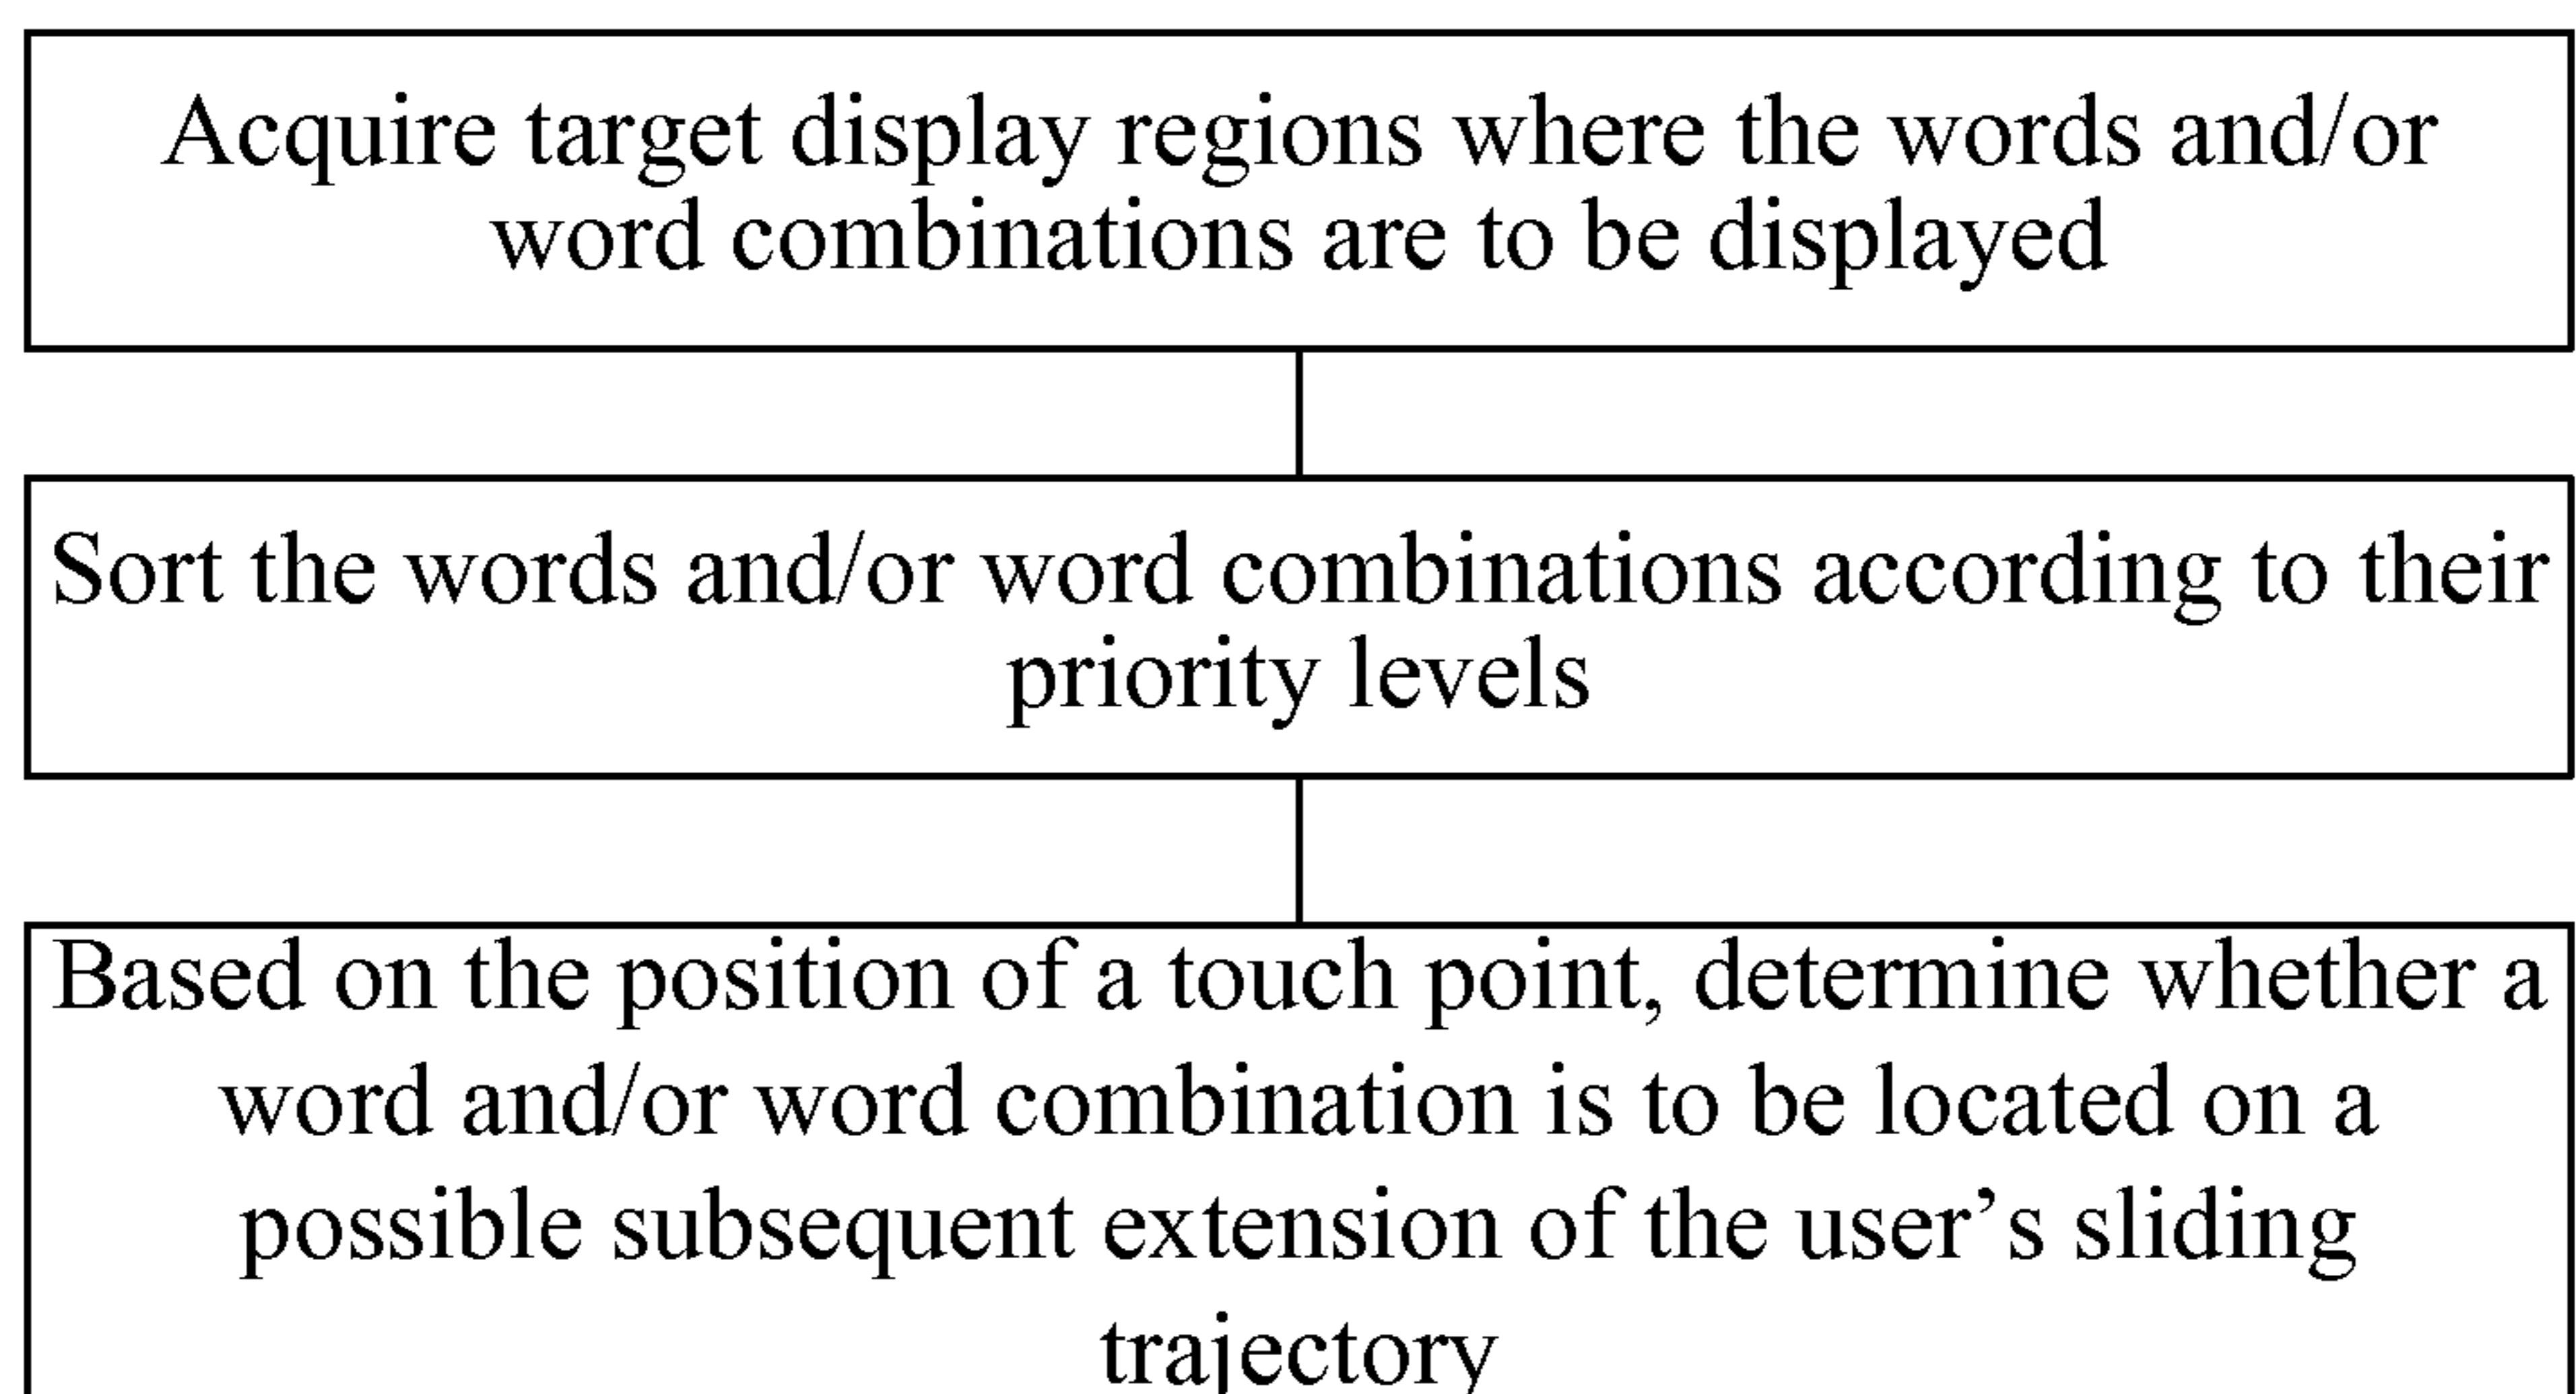 Acquire target display regions where the words and/or
word combinations are to be displayed
Sort the words and/or word combinations according to their
priority levels
Based on the position of a touch point, determine whether a
word and/or word combination is to be located on a
possible subsequent extension of the user’s sliding
trajectory